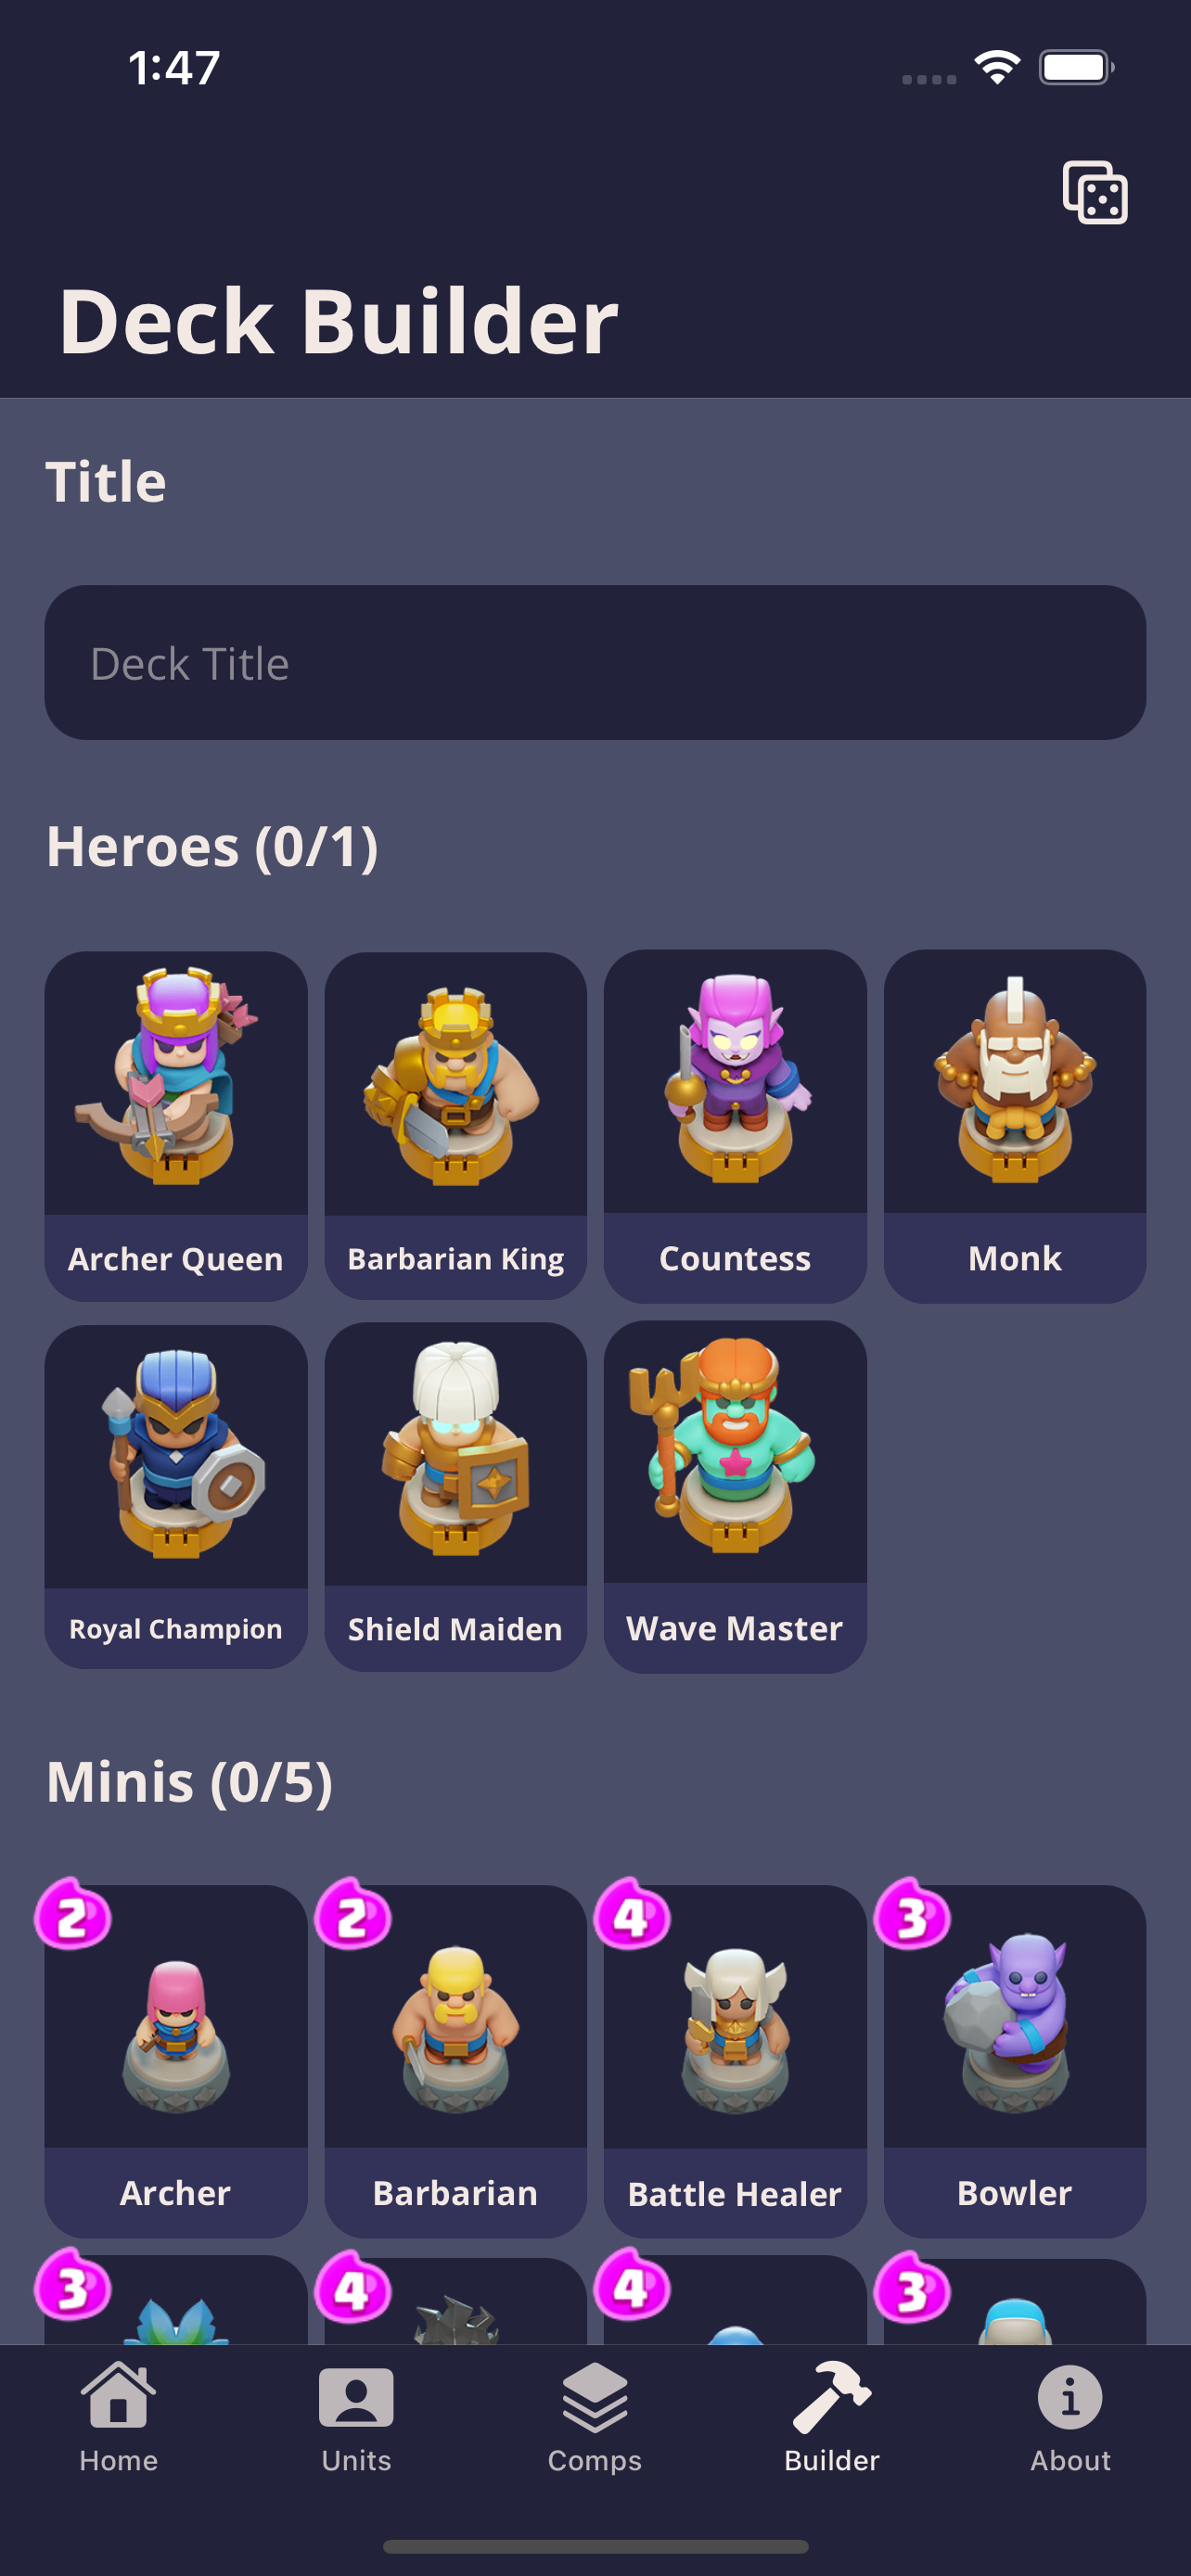 1:47
Deck Builder
Title
Deck Title
Heroes (0/1)
Archer Queen
Barbarian King
Countess
Monk
Royal Champion
Shield Maiden
Wave Master
Minis (0/5)
2
2
4
3
Archer
Barbarian
Battle Healer
Bowler
3
4
4
3
Home
Units
Comps
Builder
About